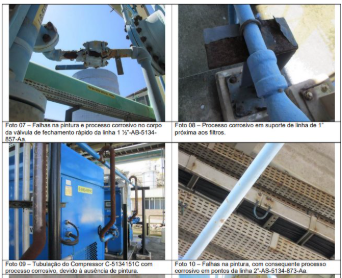 Foto 07 – Falhas na pintura e processo corrosivo no corpo
da válvula de fechamento rápido da linha 1 ½"-AB-5134-
857-Aa
Foto 08 – Processo corrosivo em suporte de linha de 1"
próxima aos filtros.
Foto 09 – Tubulação do Compressor C-5134151C com
processo corrosivo, devido à ausência de pintura.
Foto 10 – Falhas na pintura, com consequente processo
corrosivo em pontos da linha 2"-AS-5134-873-Aa